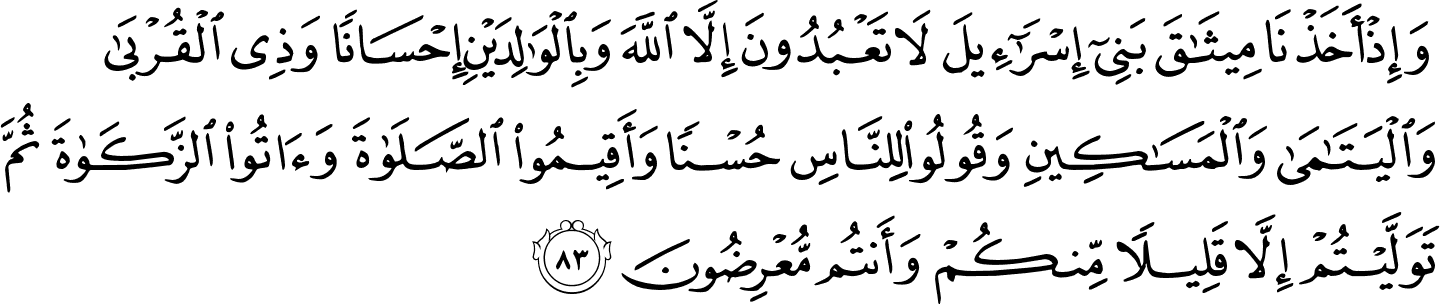 وَإِذْ أَخَذْنَا مِيثَـٰقَ بَنِىٓ إِسْرَٰٓءِيلَ لَا تَعْبُدُونَ إِلَّا ٱللَّهَ وَبِٱلْوَٰلِدَيْنِ إِحْسَانًا وَذِى ٱلْقُرْبَىٰ
وَٱلْيَتَـٰمَىٰ وَٱلْمَسَـٰكِينِ وَقُولُوا۟ لِلنَّاسِ حُسْنًا وَأَقِيمُوا۟ ٱلصَّلَوٰةَ وَءَاتُوا۟ ٱلزَّكَوٰةَ ثُمَّ
تَوَلَّيْتُمْ إِلَّا قَلِيلًا مِّنكُمْ وَأَنتُم مُّعْرِضُونَ ٨٣